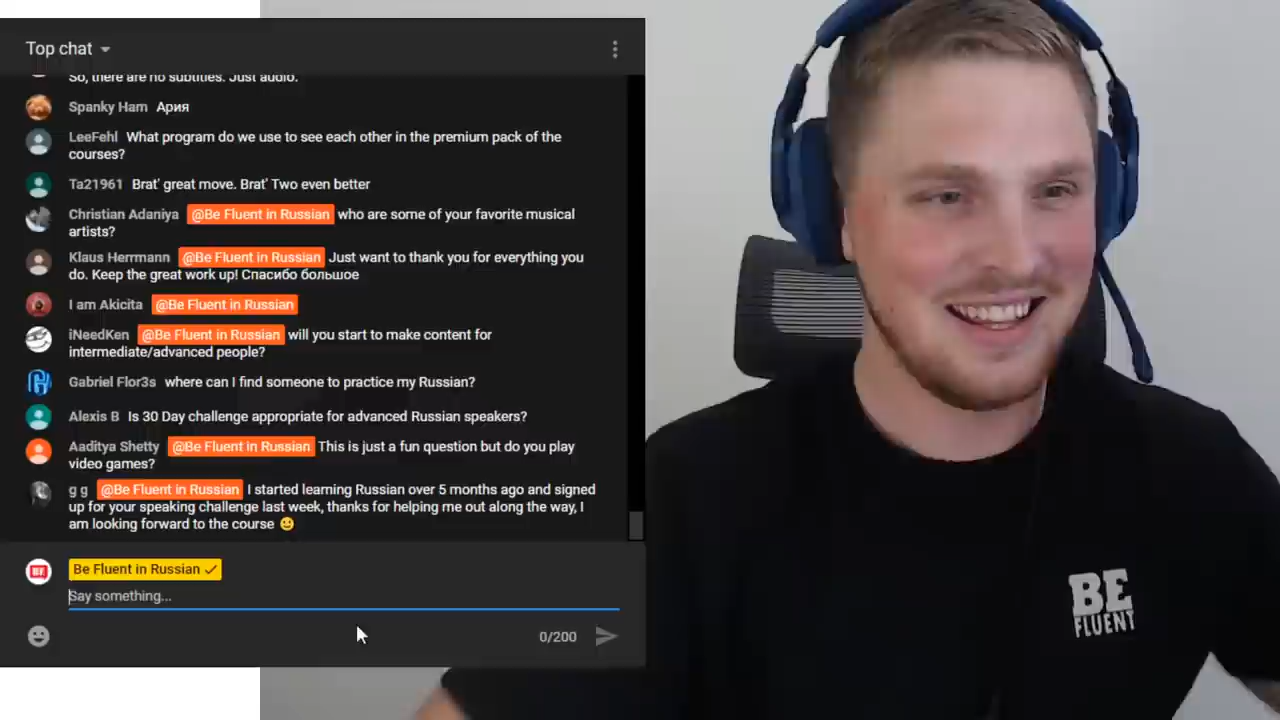 Top chat
So, there are no subtitles. Just audio.
Spanky Ham Ария
LeeFehl What program do we use to see each other in the premium pack of the
courses?
Ta21961 Brat' great move. Brat' Two even better
Christian Adaniya @Be Fluent in Russian who are some of your favorite musical
artists?
Klaus Herrmann @Be Fluent in Russian Just want to thank you for everything you
do. Keep the great work up! Спасибо большое
I am Akicita @Be Fluent in Russian
iNeedKen @Be Fluent in Russian will you start to make content for
intermediate/advanced people?
Gabriel Flor3s where can I find someone to practice my Russian?
Alexis B Is 30 Day challenge appropriate for advanced Russian speakers?
Aaditya Shetty @Be Fluent in Russian This is just a fun question but do you play
video games?
g g @Be Fluent in Russian I started learning Russian over 5 months ago and signed
up for your speaking challenge last week, thanks for helping me out along the way, I
am looking forward to the course 🙂
BE Be Fluent in Russian ✓
Say something...
0/200
BE
FLUENT